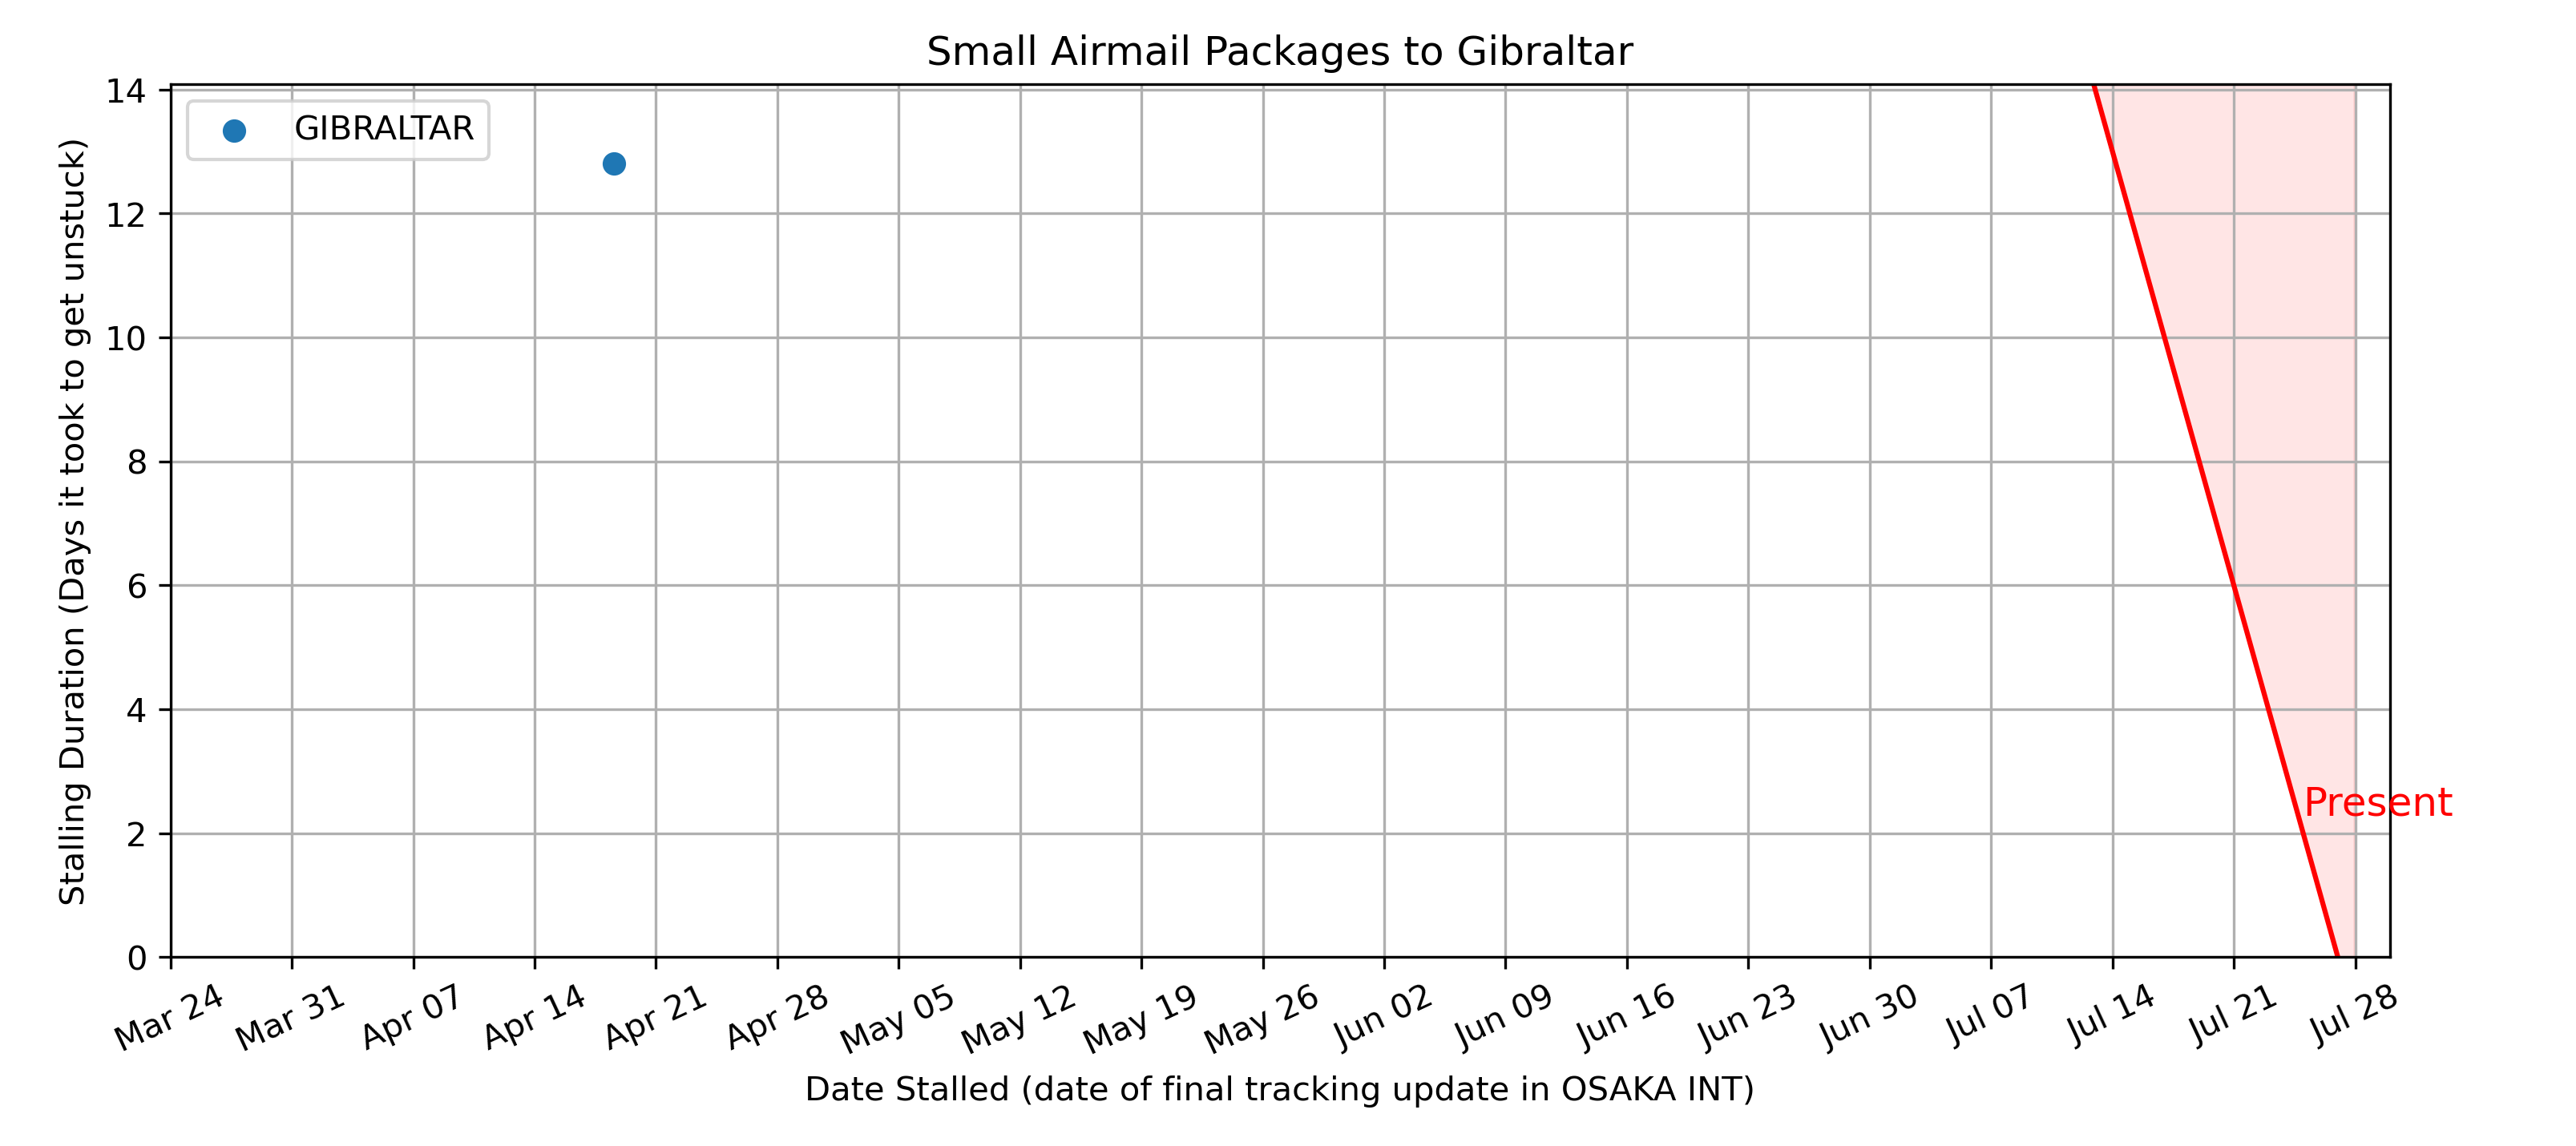 Small Airmail Packages to Gibraltar
GIBRALTAR
Stalling Duration (Days it took to get unstuck)
14
12
10
8
6
4
2
0
Present
Mar 24
Mar 31
Apr 07
Apr 14
Apr 21
Apr 28
May 05
May 12
May 19
May 26
Jun 02
Jun 09
Jun 16
Jun 23
Jun 30
Jul 07
Jul 14
Jul 21
Jul 28
Date Stalled (date of final tracking update in OSAKA INT)